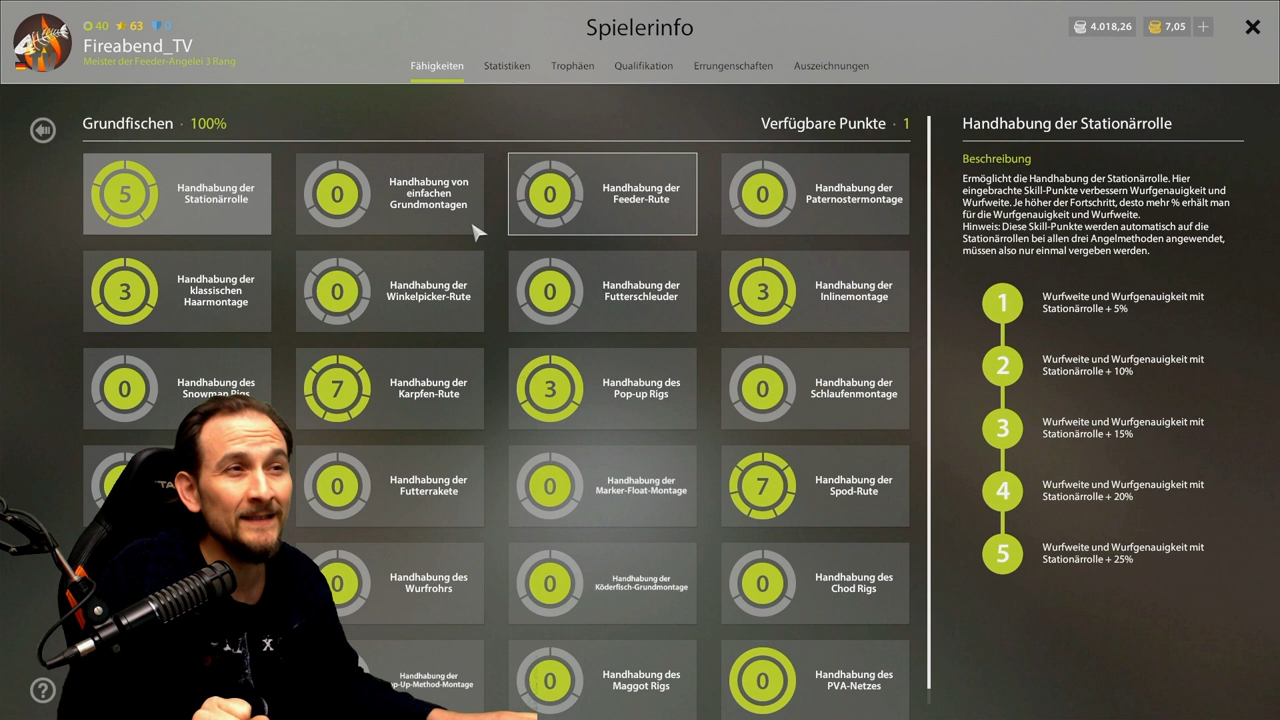 40 63 0
Fireabend_TV
Meister der Feeder-Angelei 3 Rang
Spielerinfo
4.018,26 7,05 +
Fähigkeiten Statistiken Trophäen Qualifikation Errungenschaften Auszeichnungen
Grundfischen · 100%
Verfügbare Punkte · 1
5 Handhabung der
Stationärrolle
0 Handhabung von
einfachen
Grundmontagen
0 Handhabung der
Feeder-Rute
0 Handhabung der
Paternostermontage
3 Handhabung der
klassischen
Haarmontage
0 Handhabung der
Winkelpicker-Rute
0 Handhabung der
Futterschleuder
3 Handhabung der
Inlinemontage
0 Handhabung des
Snowman Rigs
7 Handhabung der
Karpfen-Rute
3 Handhabung des
Pop-up Rigs
0 Handhabung der
Schlaufenmontage
0 Handhabung der
Futterrakete
0 Handhabung der
Marker-Float-Montage
7 Handhabung der
Spod-Rute
0 Handhabung des
Wurfrohrs
0 Handhabung der
Köderfisch-Grundmontage
0 Handhabung des
Chod Rigs
Handhabung der
p-Up-Method-Montage
0 Handhabung des
Maggot Rigs
0 Handhabung des
PVA-Netzes
?
Handhabung der Stationärrolle
Beschreibung
Ermöglicht die Handhabung der Stationärrolle. Hier
eingebrachte Skill-Punkte verbessern Wurfgenauigkeit und
Wurfweite. Je höher der Fortschritt, desto mehr % erhält man
für die Wurfgenauigkeit und Wurfweite.
Hinweis: Diese Skill-Punkte werden automatisch auf die
Stationärrollen bei allen drei Angelmethoden angewendet,
müssen also nur einmal vergeben werden.
1 Wurfweite und Wurfgenauigkeit mit
Stationärrolle + 5%
2 Wurfweite und Wurfgenauigkeit mit
Stationärrolle + 10%
3 Wurfweite und Wurfgenauigkeit mit
Stationärrolle + 15%
4 Wurfweite und Wurfgenauigkeit mit
Stationärrolle + 20%
5 Wurfweite und Wurfgenauigkeit mit
Stationärrolle + 25%